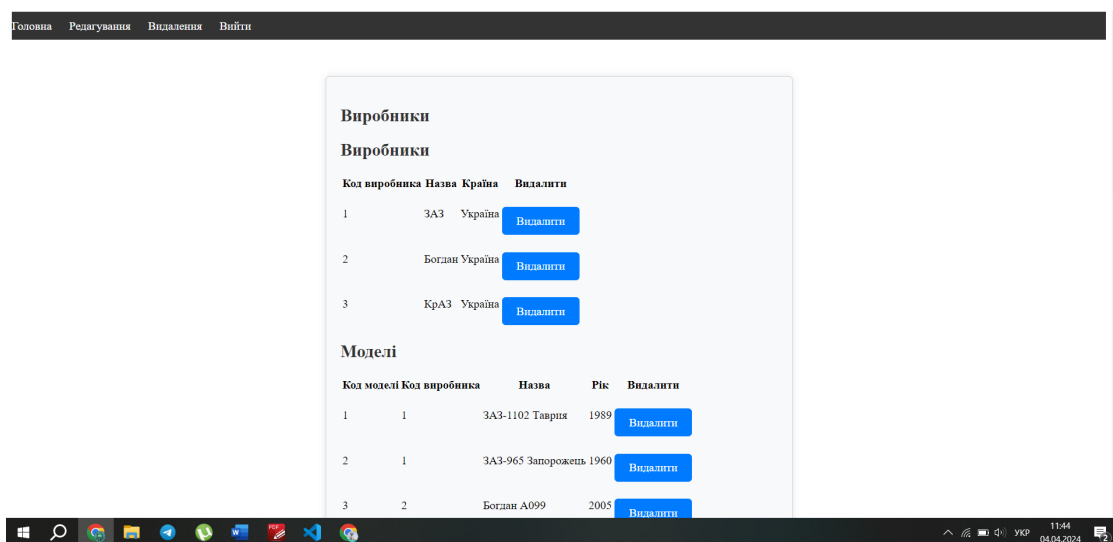 Головна Редагування Видалення Вийти
Виробники
Виробники
Код виробника Назва Країна Видалити
1 ЗАЗ Україна Видалити
2 Богдан Україна Видалити
3 КрАЗ Україна Видалити
Моделі
Код моделі Код виробника Назва Рік Видалити
1 1 ЗАЗ-1102 Таврия 1989 Видалити
2 1 ЗАЗ-965 Запорожець 1960 Видалити
3 2 Богдан А099 2005 Видалити
УКР 11:44
04.04.2024 2